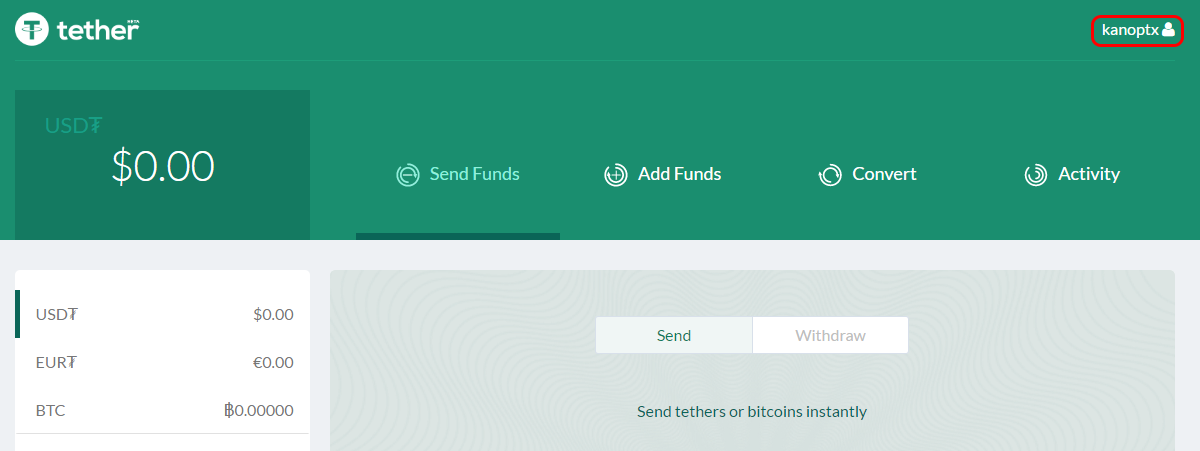 tether BETA
kanoptx
USD₮
$0.00
Send Funds
Add Funds
Convert
Activity
USD₮ $0.00
EUR₮ €0.00
BTC ฿0.00000
Send Withdraw
Send tethers or bitcoins instantly